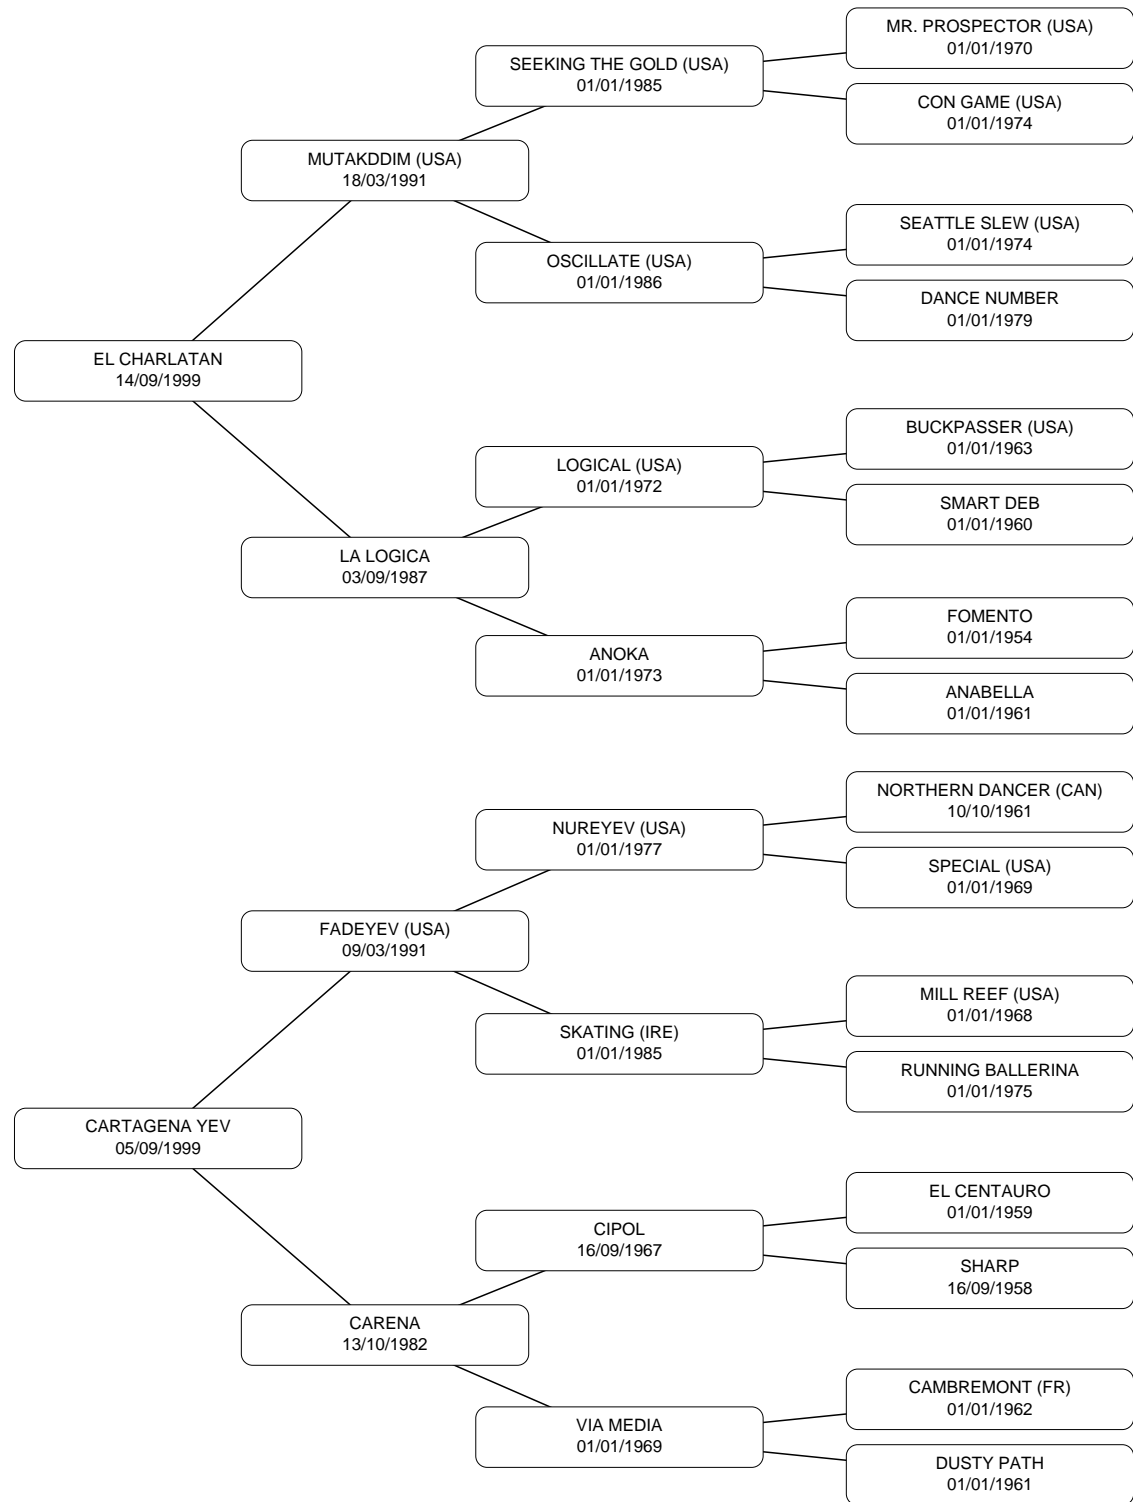 MR. PROSPECTOR (USA)
01/01/1970
SEEKING THE GOLD (USA)
01/01/1985
CON GAME (USA)
01/01/1974
MUTAKDDIM (USA)
18/03/1991
SEATTLE SLEW (USA)
01/01/1974
OSCILLATE (USA)
01/01/1986
DANCE NUMBER
01/01/1979
EL CHARLATAN
14/09/1999
BUCKPASSER (USA)
01/01/1963
LOGICAL (USA)
01/01/1972
SMART DEB
01/01/1960
LA LOGICA
03/09/1987
FOMENTO
01/01/1954
ANOKA
01/01/1973
ANABELLA
01/01/1961
NORTHERN DANCER (CAN)
10/10/1961
NUREYEV (USA)
01/01/1977
SPECIAL (USA)
01/01/1969
FADEYEV (USA)
09/03/1991
MILL REEF (USA)
01/01/1968
SKATING (IRE)
01/01/1985
RUNNING BALLERINA
01/01/1975
CARTAGENA YEV
05/09/1999
EL CENTAURO
01/01/1959
CIPOL
16/09/1967
SHARP
16/09/1958
CARENA
13/10/1982
CAMBREMONT (FR)
01/01/1962
VIA MEDIA
01/01/1969
DUSTY PATH
01/01/1961